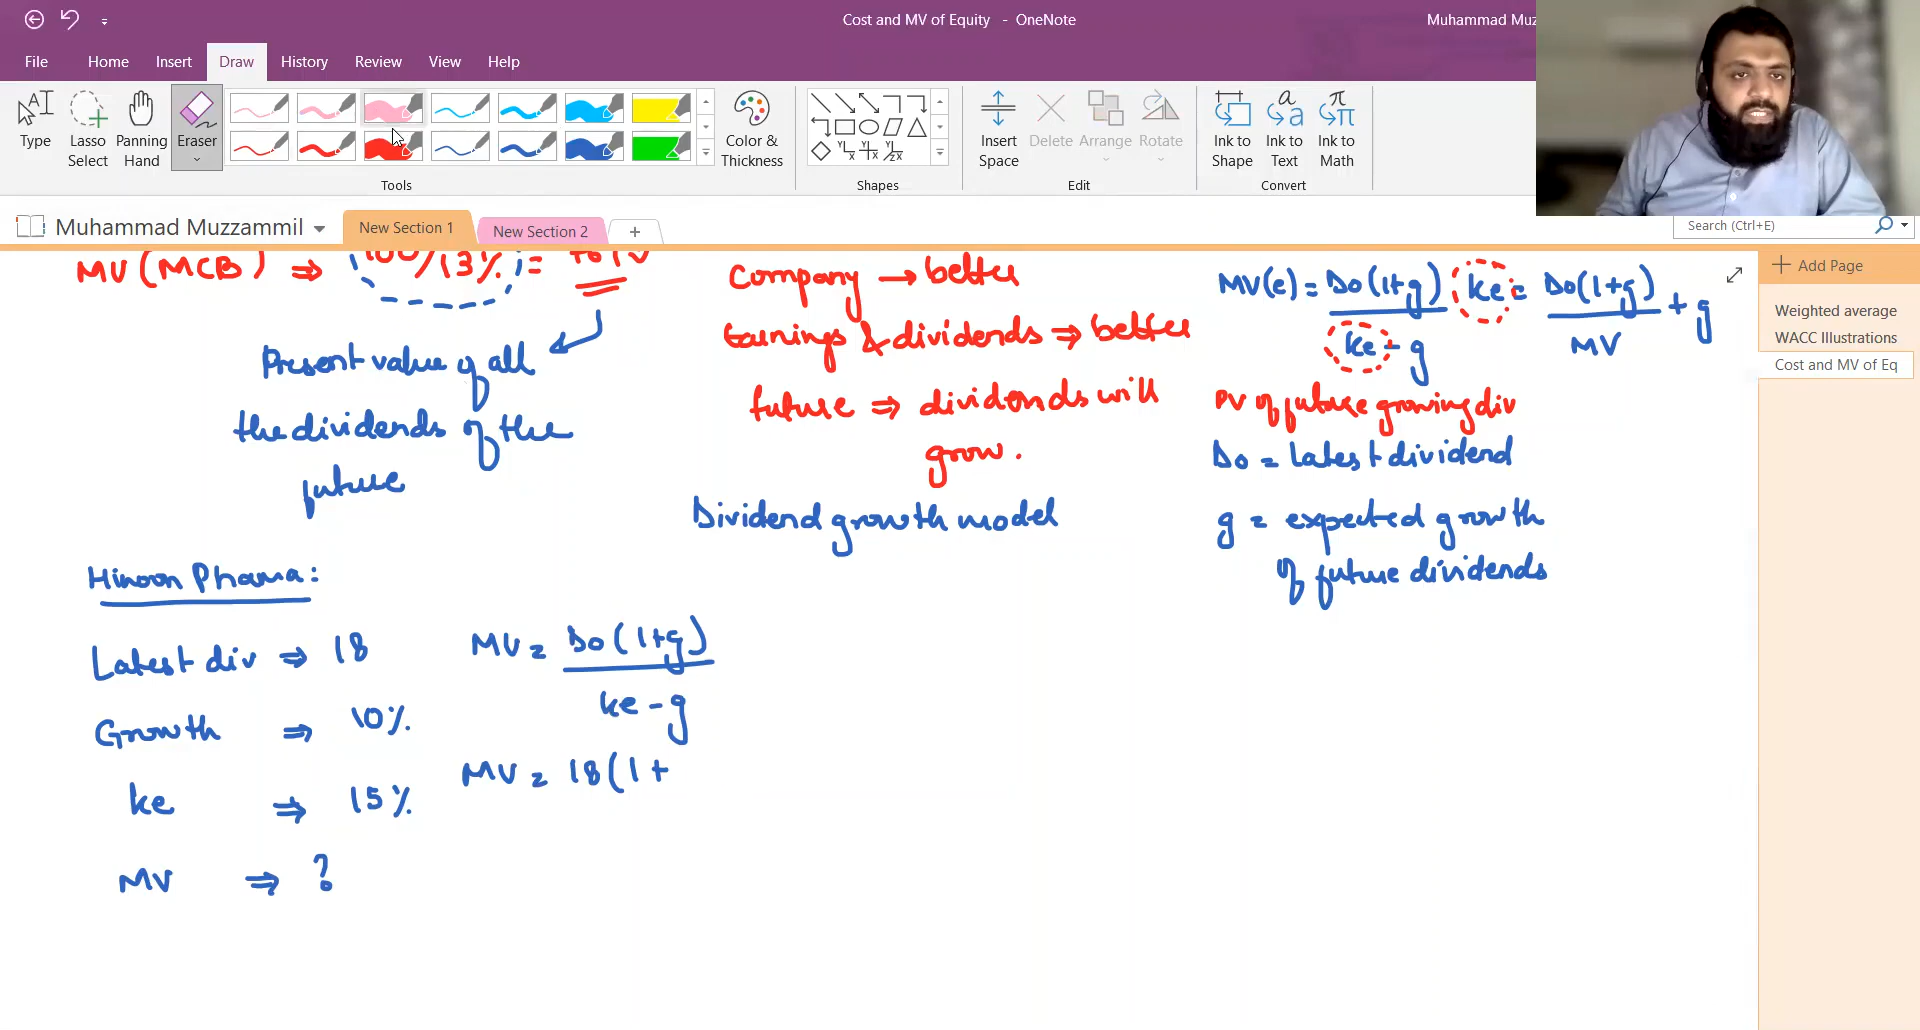 Cost and MV of Equity - OneNote
Muhammad Muz
File Home Insert Draw History Review View Help
Type
Lasso Select
Panning Hand
Eraser
Color & Thickness
Insert Space
Delete
Arrange
Rotate
Ink to Shape
Ink to Text
Ink to Math
Tools
Shapes
Edit
Convert
Muhammad Muzzammil
New Section 1
New Section 2
Search (Ctrl+E)
Add Page
Weighted average
WACC Illustrations
Cost and MV of Eq
MV (MCB) ⇒ 100/13% =
Present value of all
the dividends of the
future
Company → better
Earnings & dividends ⇒ better
future ⇒ dividends will
grow.
Dividend growth model
MV(e) = Do(1+g)
ke - g
ke = Do(1+g) + g
MV
PV of future growing div
Do = Latest dividend
g = expected growth
of future dividends
Hinoon Phama:
Latest div ⇒ 18
Growth ⇒ 10%
ke ⇒ 15%
MV ⇒ ?
MV = Do(1+g)
ke - g
MV = 18(1+